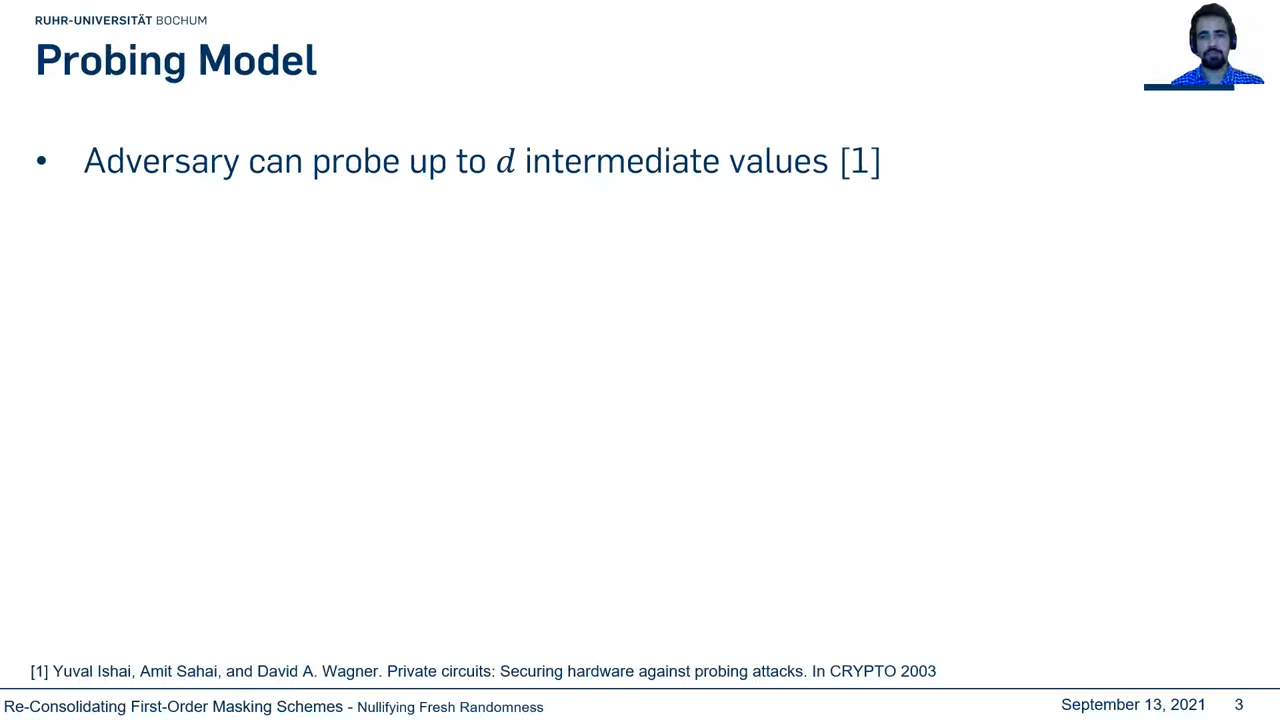 RUHR-UNIVERSITÄT BOCHUM
Probing Model
• Adversary can probe up to d intermediate values [1]
[1] Yuval Ishai, Amit Sahai, and David A. Wagner. Private circuits: Securing hardware against probing attacks. In CRYPTO 2003
Re-Consolidating First-Order Masking Schemes - Nullifying Fresh Randomness
September 13, 2021 3